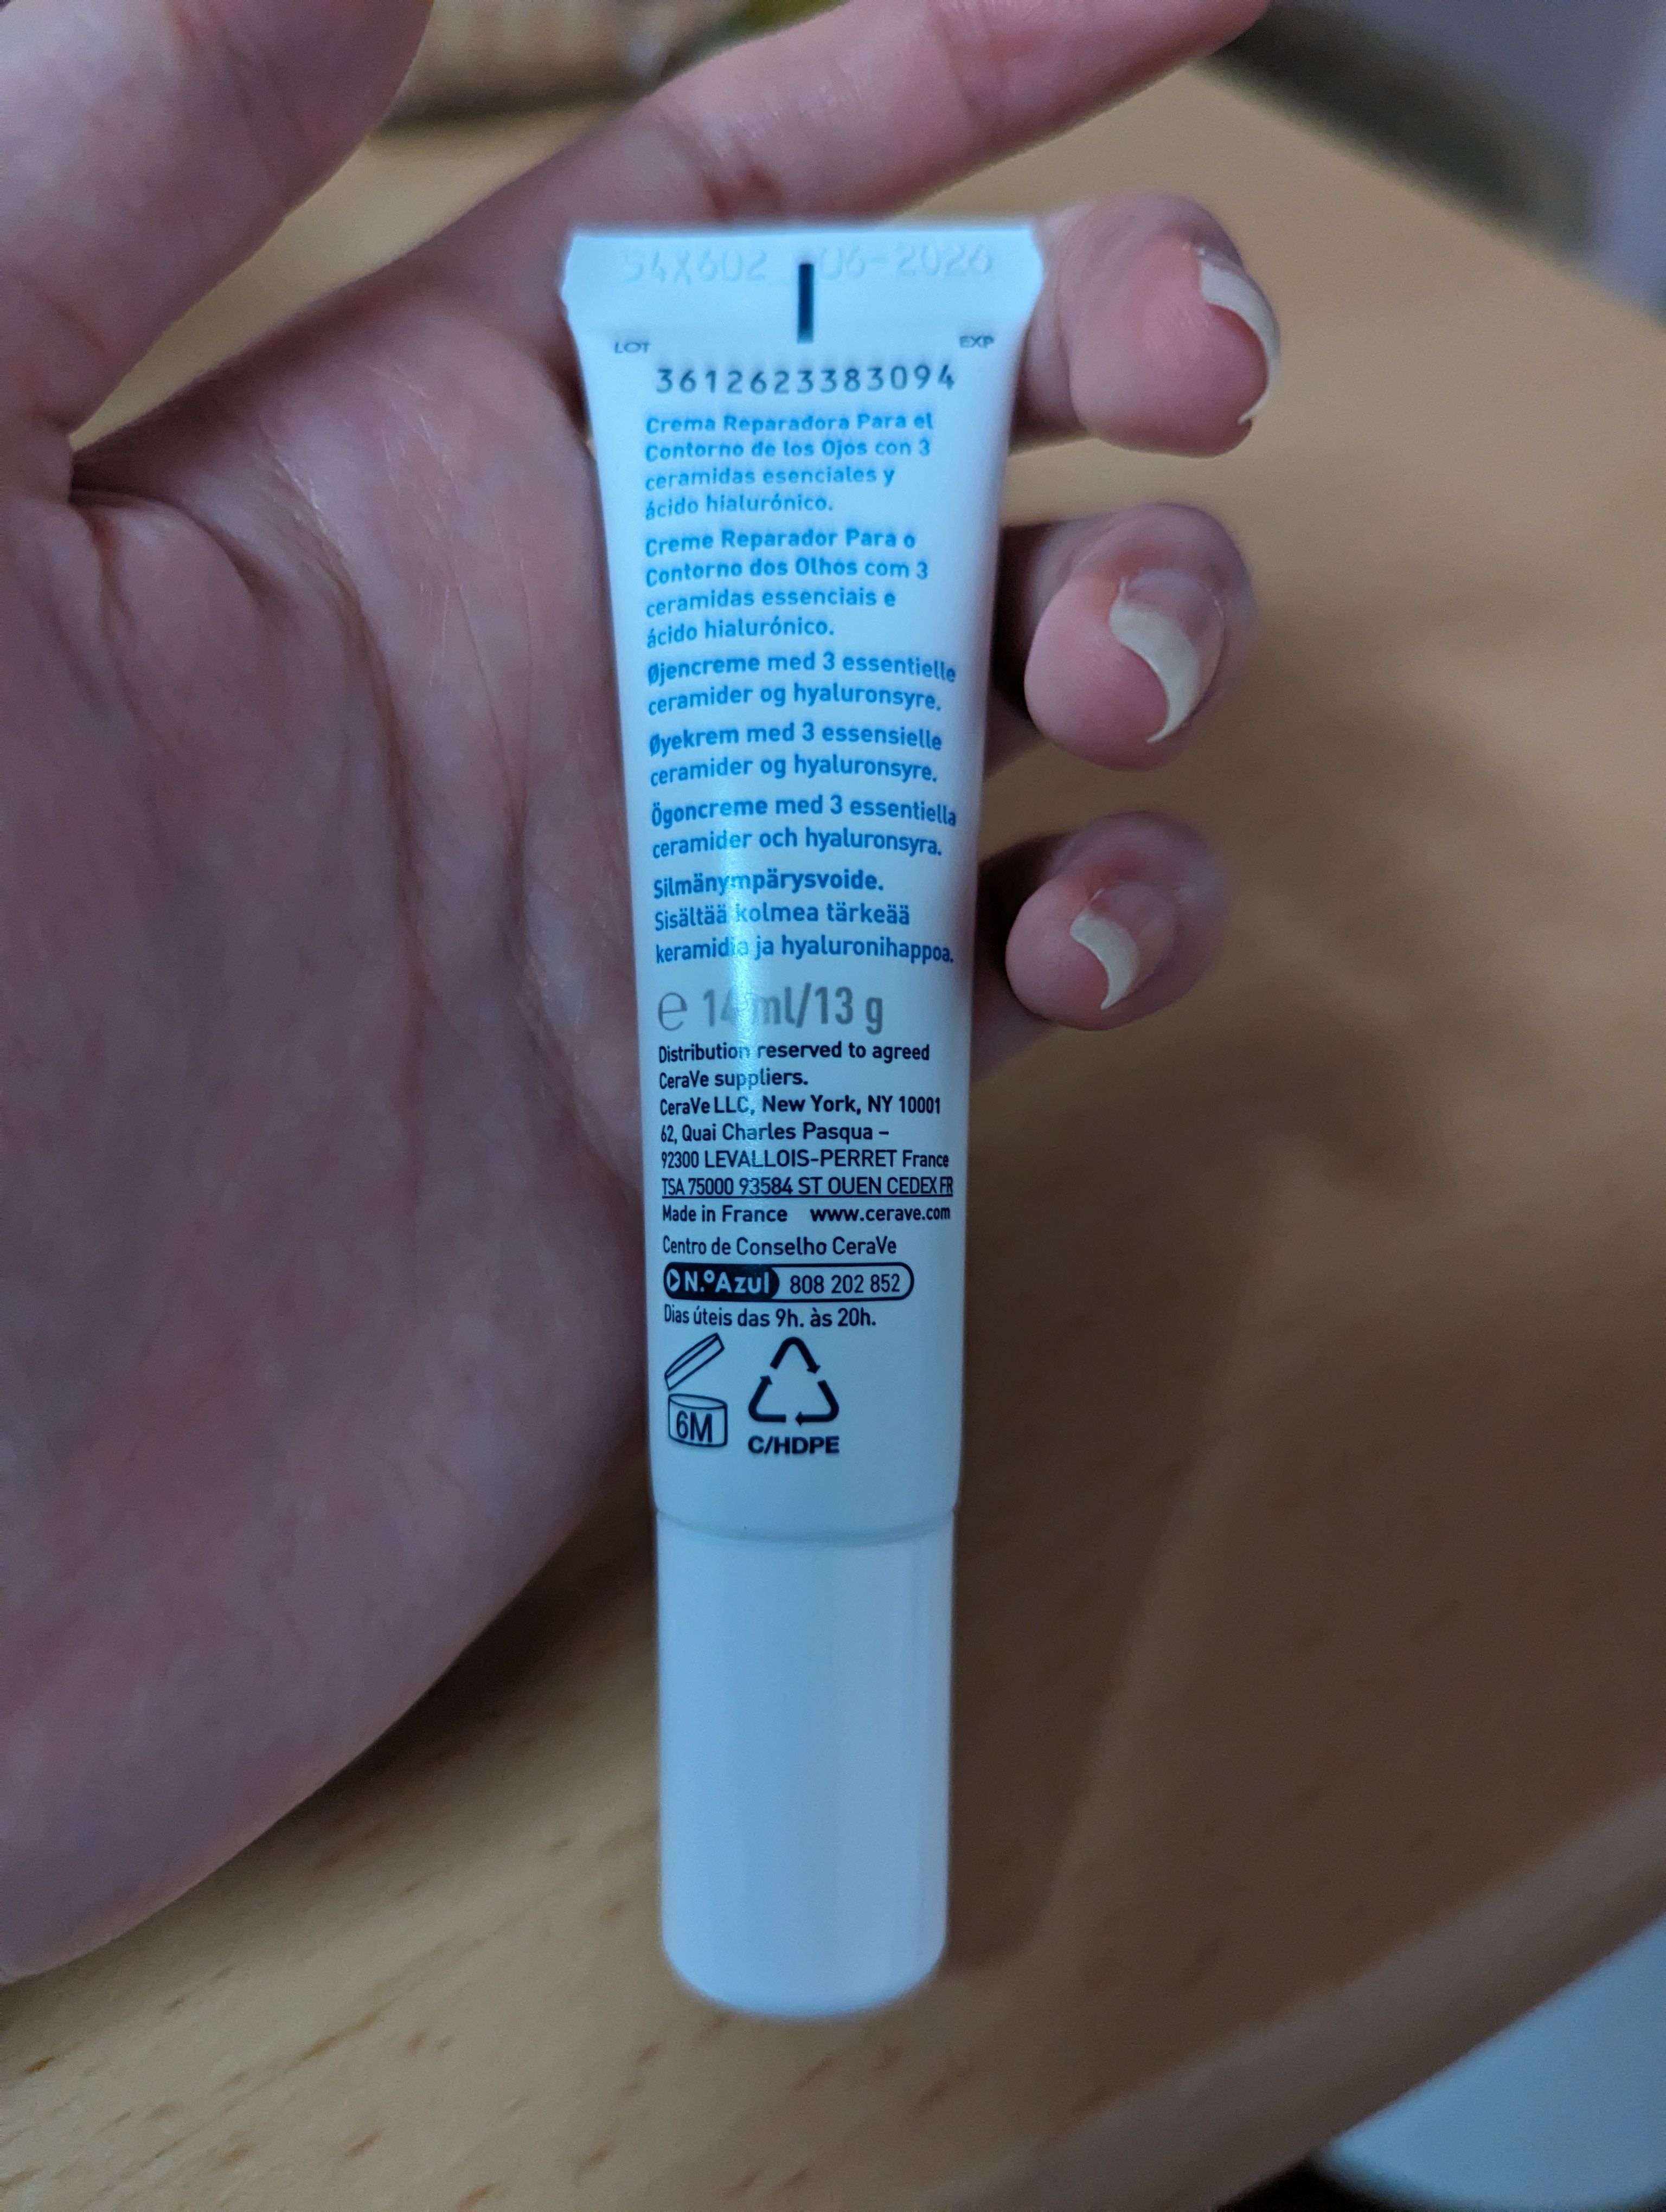 54X602 06-2026
LOT EXP
3612623383094
Crema Reparadora Para el
Contorno de los Ojos con 3
ceramidas esenciales y
ácido hialurónico.
Creme Reparador Para o
Contorno dos Olhos com 3
ceramidas essenciais e
ácido hialurónico.
Øjencreme med 3 essentielle
ceramider og hyaluronsyre.
Øyekrem med 3 essensielle
ceramider og hyaluronsyre.
Ögoncreme med 3 essentiella
ceramider och hyaluronsyra.
Silmänympärysvoide.
Sisältää kolmea tärkeää
keramidia ja hyaluronihappoa.
℮ 14 ml/13 g
Distribution reserved to agreed
CeraVe suppliers.
CeraVe LLC, New York, NY 10001
62, Quai Charles Pasqua –
92300 LEVALLOIS-PERRET France
TSA 75000 93584 ST OUEN CEDEX FR
Made in France www.cerave.com
Centro de Conselho CeraVe
N.ºAzul 808 202 852
Dias úteis das 9h. às 20h.
6M
C/HDPE